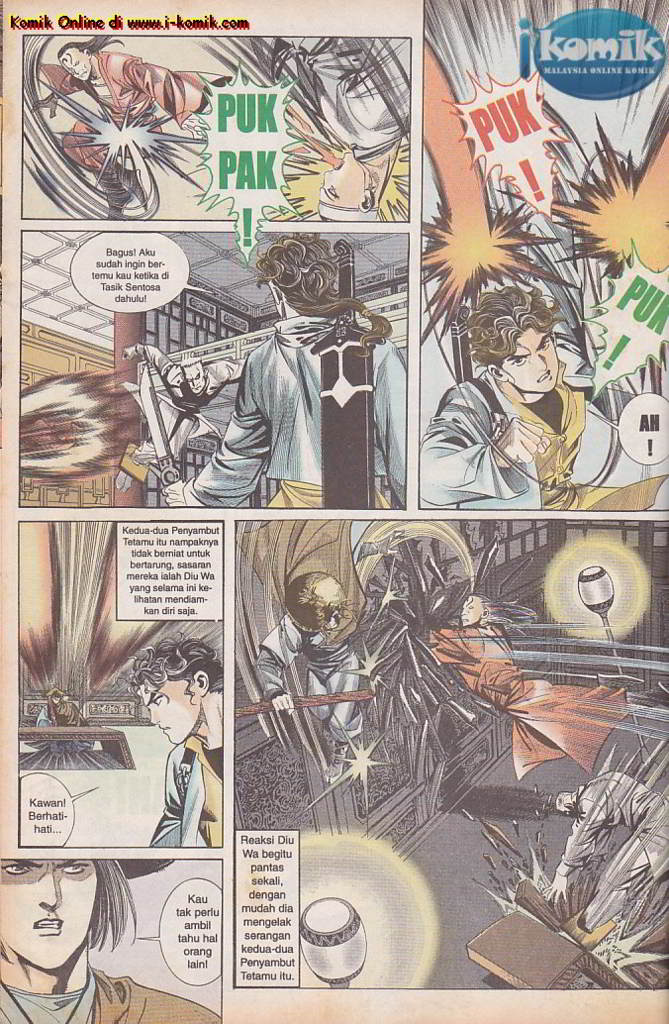 Komik Online di www.i-komik.com
ikomik
MALAYSIA ONLINE KOMIK
PUK
PAK
!
PUK
!
Bagus! Aku
sudah ingin ber-
temu kau ketika di
Tasik Sentosa
dahulu!
PUK
!
AH
!
Kedua-dua Penyambut
Tetamu itu nampaknya
tidak berniat untuk
bertarung, sasaran
mereka ialah Diu Wa
yang selama ini ke-
lihatan mendiam-
kan diri saja.
Kawan!
Berhati-
hati...
Kau
tak perlu
ambil
tahu hal
orang
lain!
Reaksi Diu
Wa begitu
pantas
sekali,
dengan
mudah dia
mengelak
serangan
kedua-dua
Penyambut
Tetamu itu.